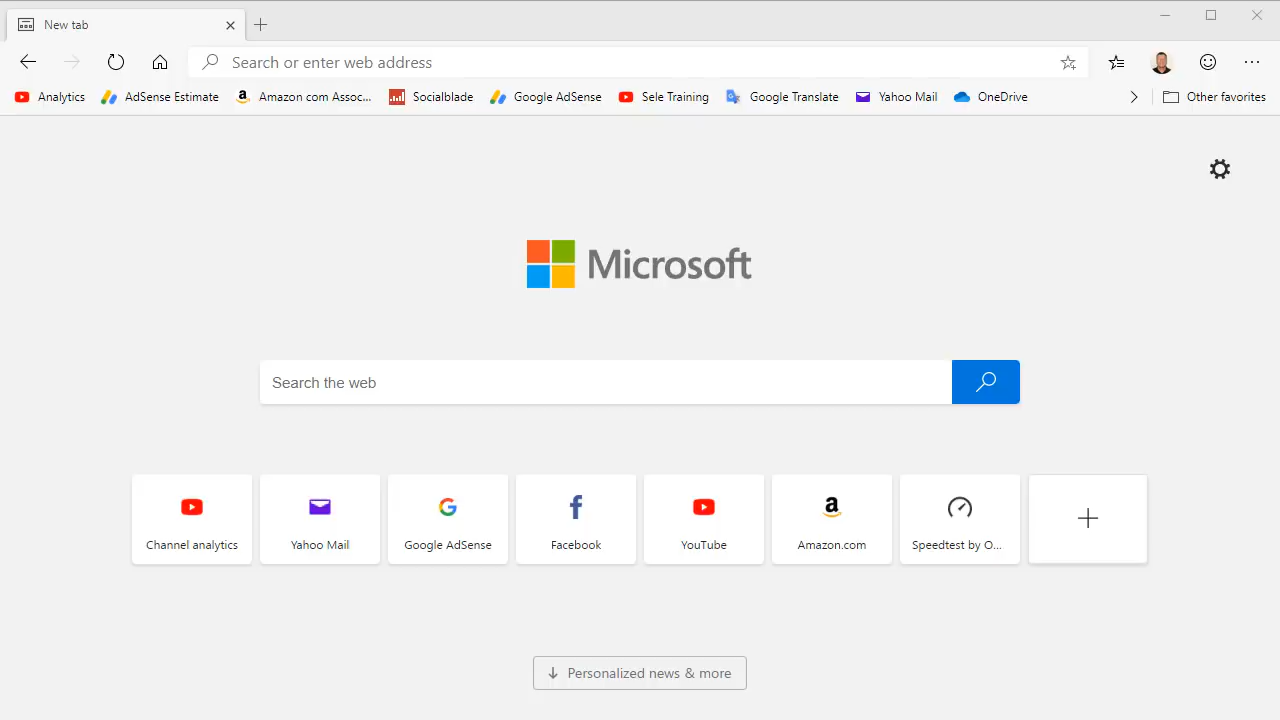 New tab
Search or enter web address
Analytics AdSense Estimate Amazon com Assoc... Socialblade Google AdSense Sele Training Google Translate Yahoo Mail OneDrive Other favorites
Microsoft
Search the web
Channel analytics Yahoo Mail Google AdSense Facebook YouTube Amazon.com Speedtest by O...
Personalized news & more